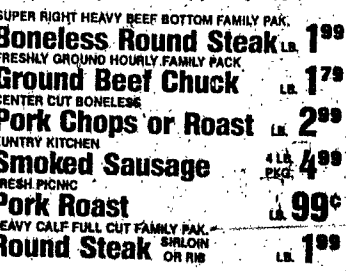 SUPER RIGHT HEAVY BEEF BOTTOM FAMILY PAK.
Boneless Round Steak LB. 1 99
FRESHLY GROUND HOURLY FAMILY PACK
Ground Beef Chuck LB. 1 79
CENTER CUT BONELESS
Pork Chops or Roast LB. 2 99
UNTRY KITCHEN
Smoked Sausage 4 LB. PKG. 4 99
RESH PICNIC
Pork Roast LB. 99¢
EAVY CALF FULL CUT FAMILY PAK.
Round Steak SIRLOIN OR RIB LB. 1 99